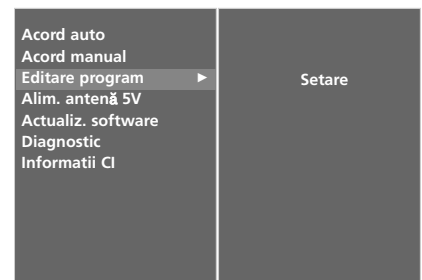 Acord auto
Acord manual
Editare program ►
Alim. antenă 5V
Actualiz. software
Diagnostic
Informatii CI
Setare